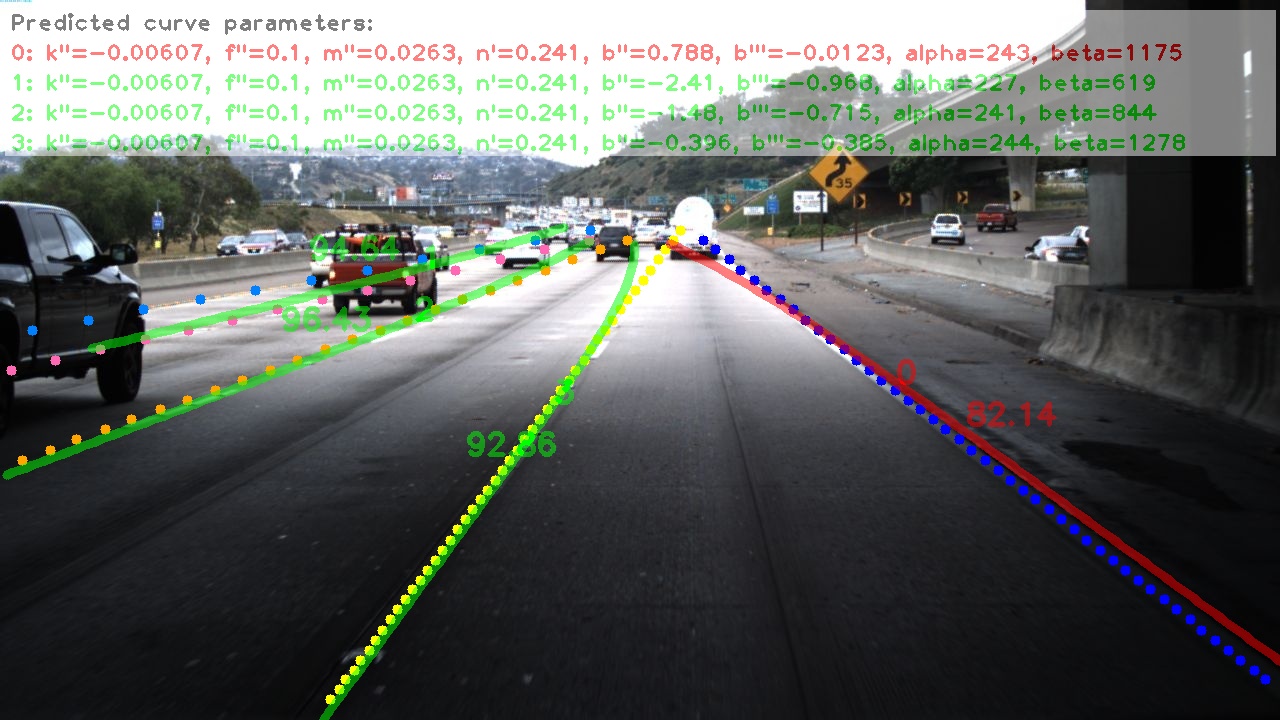 Predicted curve parameters:
0: k''=-0.00607, f''=0.1, m''=0.0263, n'=0.241, b''=0.788, b'''=-0.0123, alpha=243, beta=1175
1: k''=-0.00607, f''=0.1, m''=0.0263, n'=0.241, b''=-2.41, b'''=-0.968, alpha=227, beta=619
2: k''=-0.00607, f''=0.1, m''=0.0263, n'=0.241, b''=-1.48, b'''=-0.715, alpha=241, beta=844
3: k''=-0.00607, f''=0.1, m''=0.0263, n'=0.241, b''=-0.396, b'''=-0.385, alpha=244, beta=1278
35
94.64
2
96.43
0
3
82.14
92.86